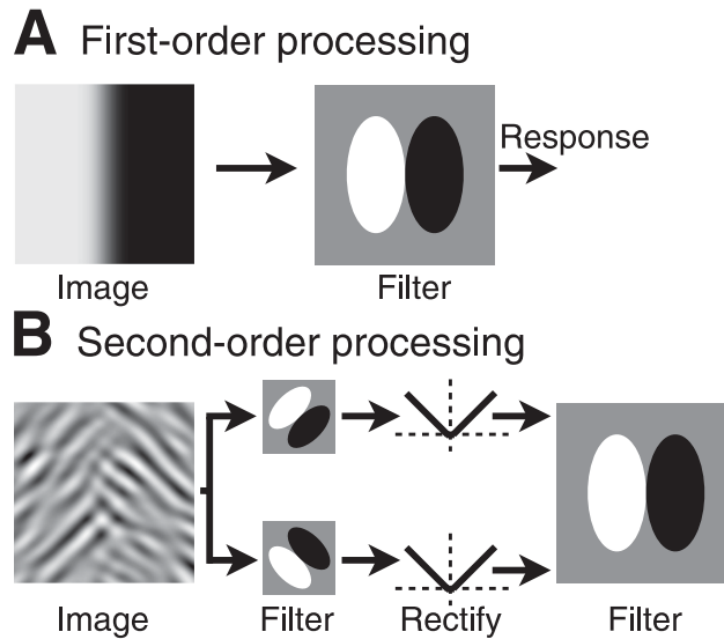 A First-order processing
Response
Image
Filter
B Second-order processing
Image
Filter
Rectify
Filter